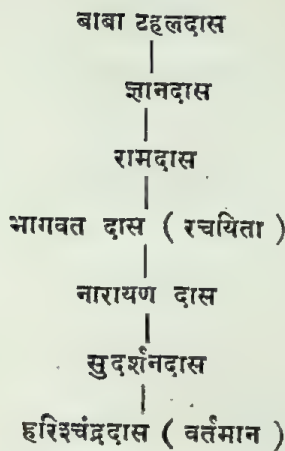 बाबा टहलदास
ज्ञानदास
रामदास
भागवत दास ( रचयिता )
नारायण दास
सुदर्शनदास
हरिश्चंद्रदास ( वर्तमान )